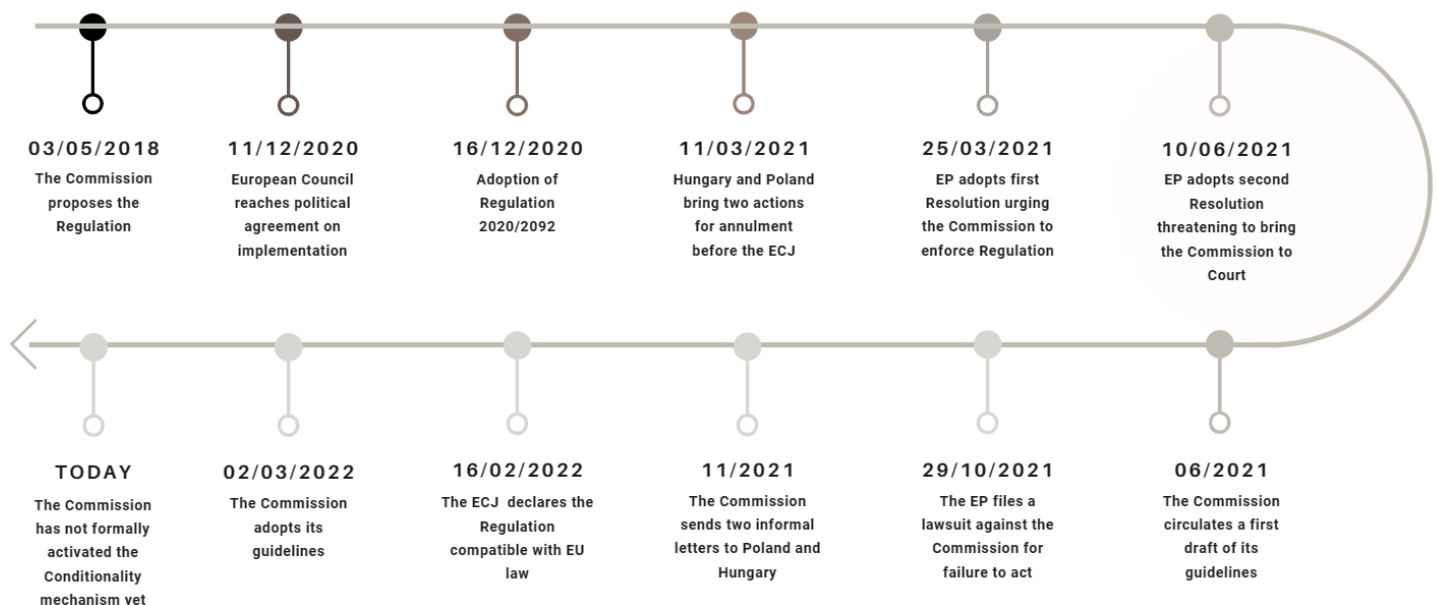 03/05/2018
The Commission
proposes the
Regulation
11/12/2020
European Council
reaches political
agreement on
implementation
16/12/2020
Adoption of
Regulation
2020/2092
11/03/2021
Hungary and Poland
bring two actions
for annulment
before the ECJ
25/03/2021
EP adopts first
Resolution urging
the Commission to
enforce Regulation
10/06/2021
EP adopts second
Resolution
threatening to bring
the Commission to
Court
06/2021
The Commission
circulates a first
draft of its
guidelines
29/10/2021
The EP files a
lawsuit against the
Commission for
failure to act
11/2021
The Commission
sends two informal
letters to Poland and
Hungary
16/02/2022
The ECJ declares the
Regulation
compatible with EU
law
02/03/2022
The Commission
adopts its
guidelines
TODAY
The Commission
has not formally
activated the
Conditionality
mechanism yet